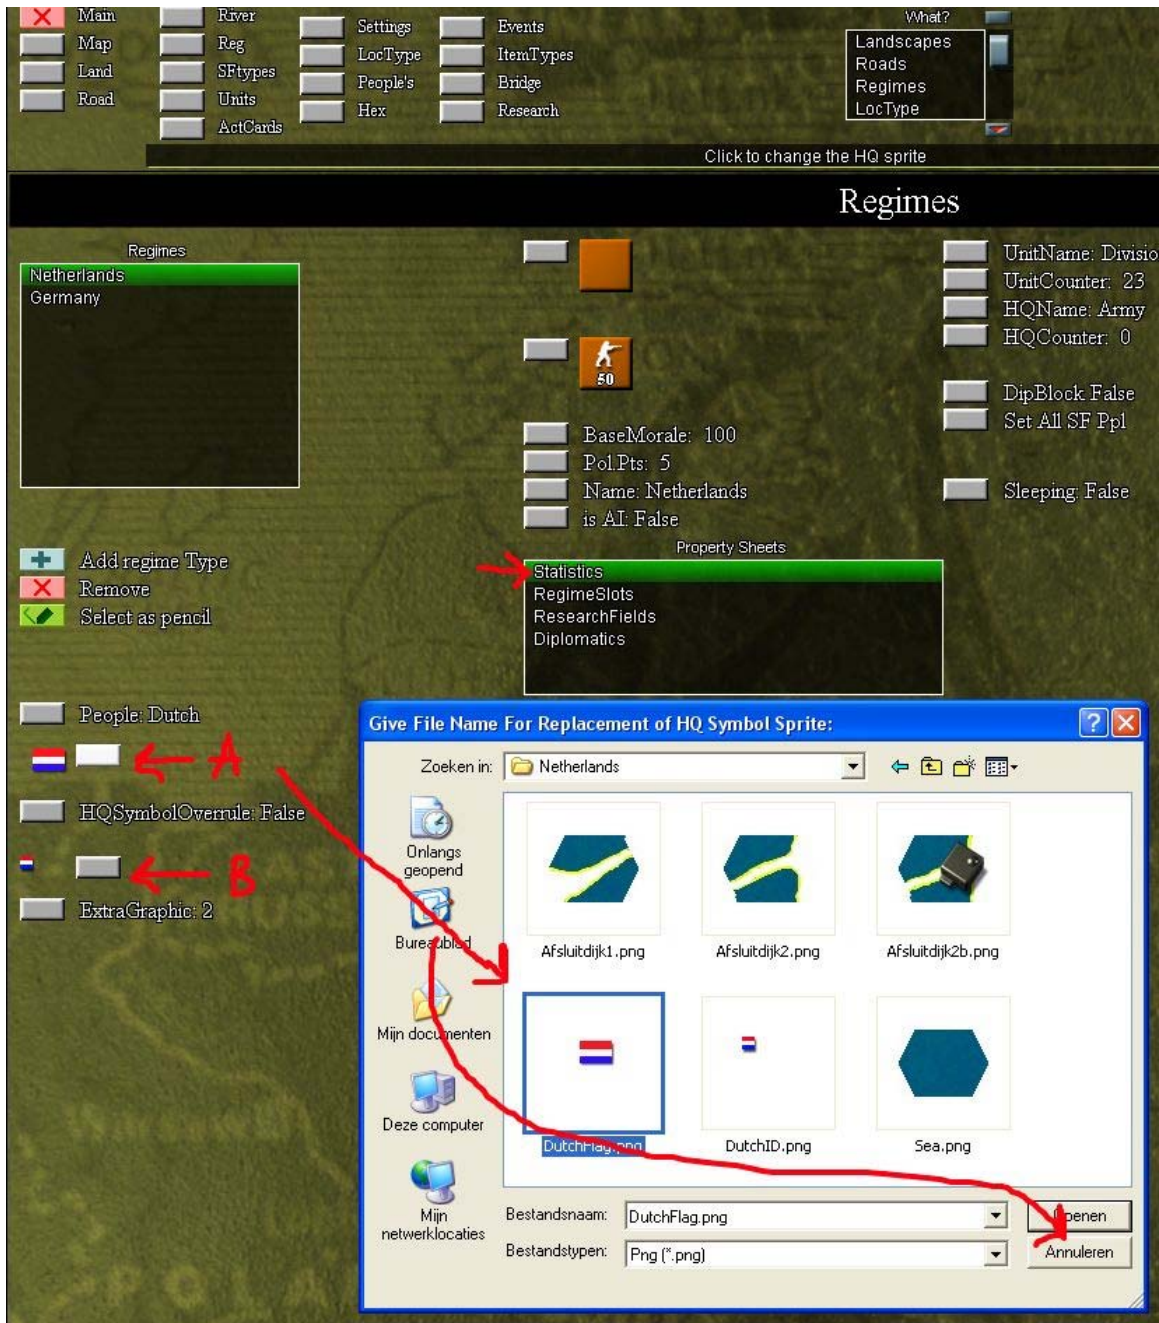 Main
River
Settings
Events
What?
Map
Reg
LocType
ItemTypes
Landscapes
Land
SFtypes
People's
Bridge
Roads
Road
Units
Hex
Research
Regimes
ActCards
LocType
Click to change the HQ sprite
Regimes
Regimes
Netherlands
Germany
50
UnitName: Divisio
UnitCounter: 23
HQName: Army
HQCounter: 0
DipBlock False
Set All SF Ppl
Sleeping: False
BaseMorale: 100
Pol.Pts: 5
Name: Netherlands
is AI: False
Property Sheets
Statistics
RegimeSlots
ResearchFields
Diplomatics
Add regime Type
Remove
Select as pencil
People: Dutch
A
HQSymbolOverrule: False
B
ExtraGraphic: 2
Give File Name For Replacement of HQ Symbol Sprite:
Zoeken in:
Netherlands
Onlangs
geopend
Bureaublad
Mijn documenten
Deze computer
Mijn
netwerklocaties
Afsluitdijk1.png
Afsluitdijk2.png
Afsluitdijk2b.png
DutchFlag.png
DutchID.png
Sea.png
Bestandsnaam:
DutchFlag.png
Openen
Bestandstypen:
Png (*.png)
Annuleren